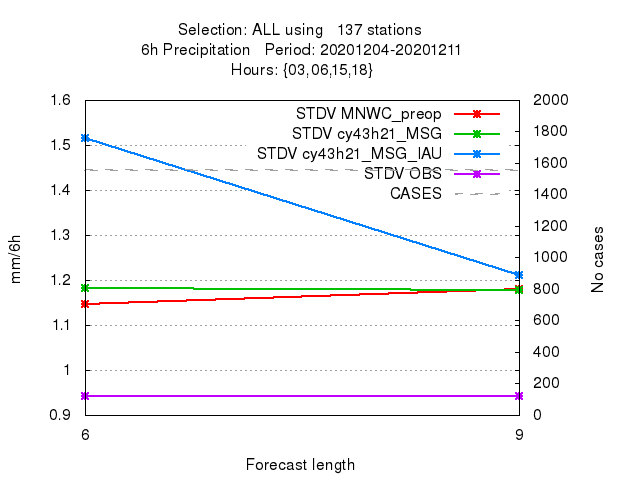 Selection: ALL using   137 stations
6h Precipitation   Period: 20201204-20201211
Hours: {03,06,15,18}
STDV MNWC_preop
STDV cy43h21_MSG
STDV cy43h21_MSG_IAU
STDV OBS
CASES
mm/6h
1.6
1.5
1.4
1.3
1.2
1.1
1
0.9
2000
1800
1600
1400
1200
1000
800
600
400
200
0
No cases
6
9
Forecast length